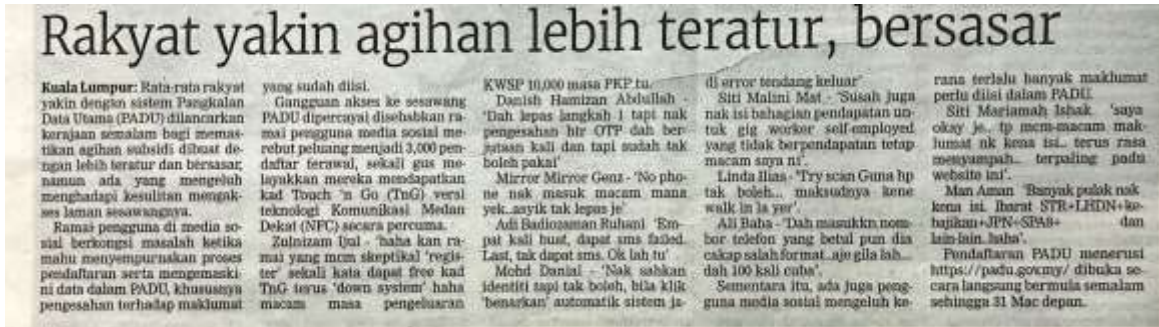 Rakyat yakin agihan lebih teratur, bersasar
Kuala Lumpur: Rata-rata rakyat
yakin dengan sistem Pangkalan
Data Utama (PADU) dilancarkan
kerajaan semalam bagi memas-
tikan agihan subsidi dibuat de-
ngan lebih teratur dan bersasar,
namun ada yang mengeluh
menghadapi kesulitan mengak-
ses laman sesawangnya.
Ramai pengguna di media so-
sial berkongsi masalah ketika
mahu menyempurnakan proses
pendaftaran serta mengemaski-
ni data dalam PADU, khususnya
pengesahan terhadap maklumat
yang sudah diisi.
Gangguan akses ke sesawang
PADU dipercayai disebabkan ra-
mai pengguna media sosial me-
rebut peluang menjadi 3,000 pen-
daftar terawal, sekali gus me-
layakkan mereka mendapatkan
kad Touch 'n Go (TnG) versi
teknologi Komunikasi Medan
Dekat (NFC) secara percuma.
Zulnizam Ijal - 'haha kan ra-
mai yang mcm skeptikal 'regis-
ter' sekali kata dapat free kad
TnG terus 'down system' haha
macam masa pengeluaran
KWSP 10,000 masa PKP tu.
Danish Hamizan Abdullah -
'Dah lepas langkah 1 tapi nak
pengesahan htr OTP dah ber-
jutaan kali dan tapi sudah tak
boleh pakai'
Mirror Mirror Genz - 'No pho-
ne nak masuk macam mana
yek..asyik tak lepas je'
Adi Badiozaman Ruhani 'Em-
pat kali buat, dapat sms failed.
Last, tak dapat sms. Ok lah tu'
Mohd Danial - 'Nak sahkan
identiti tapi tak boleh, bila klik
'benarkan' automatik sistem ja-
di error tendang keluar'
Siti Malini Mat - 'Susah juga
nak isi bahagian pendapatan un-
tuk gig worker self-employed
yang tidak berpendapatan tetap
macam saya ni'.
Linda Ilias - 'Try scan Guna hp
tak boleh... maksudnya kene
walk in la yer'.
Ali Baba - 'Dah masukkn nom-
bor telefon yang betul pun dia
cakap salah format..aje gila lah...
dah 100 kali cuba'.
Sementara itu, ada juga peng-
guna media sosial mengeluh ke-
rana terlalu banyak maklumat
perlu diisi dalam PADU.
Siti Mariamah Ishak 'saya
okay je.. tp mcm-macam mak-
lumat nk kena isi.. terus rasa
menyampah.. terpaling padu
website ini'.
Man Aman 'Banyak pulok nak
kena isi. Ibarat STR+LHDN+ke-
bajikan+JPN+SPA8+ dan
lain-lain. haha'.
Pendaftaran PADU menerusi
https://padu.gov.my/ dibuka se-
cara langsung bermula semalam
sehingga 31 Mac depan.